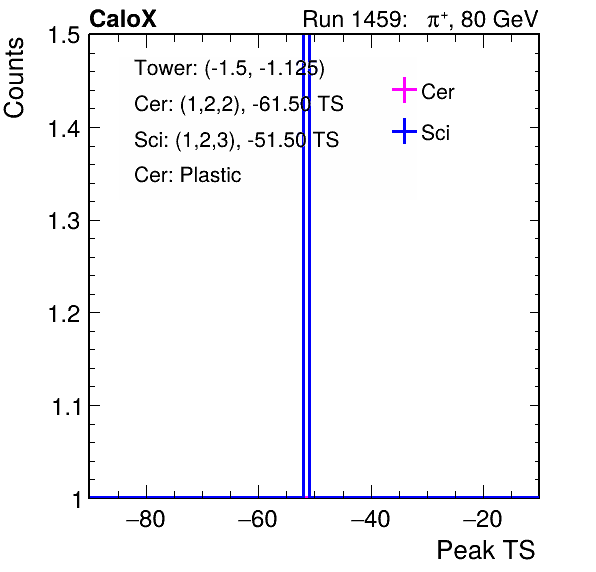 CaloX Run 1459: π⁺, 80 GeV
Counts
1.5
1.4
1.3
1.2
1.1
1
Tower: (-1.5, -1.125)
Cer: (1,2,2), -61.50 TS
Sci: (1,2,3), -51.50 TS
Cer: Plastic
Cer
Sci
−80 −60 −40 −20
Peak TS